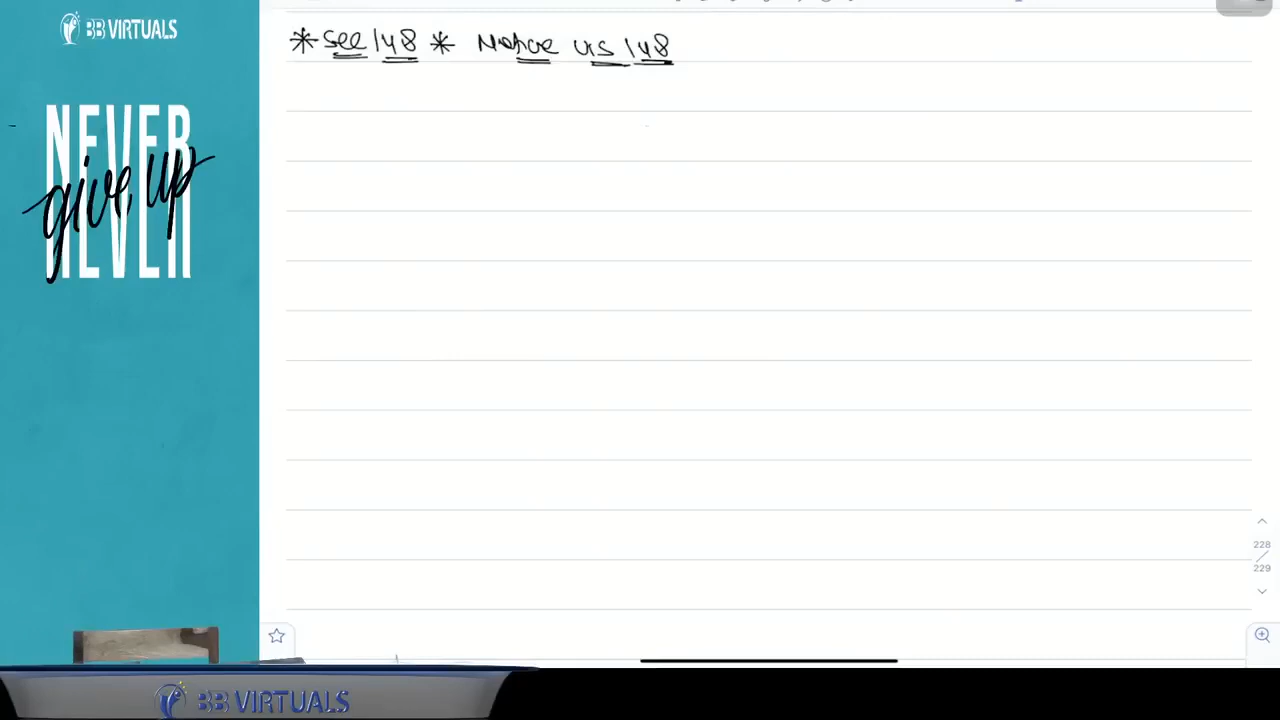 BB VIRTUALS
* see 148 * Notice u/s 148
NEVER
give up
NEVER
228
229
BB VIRTUALS